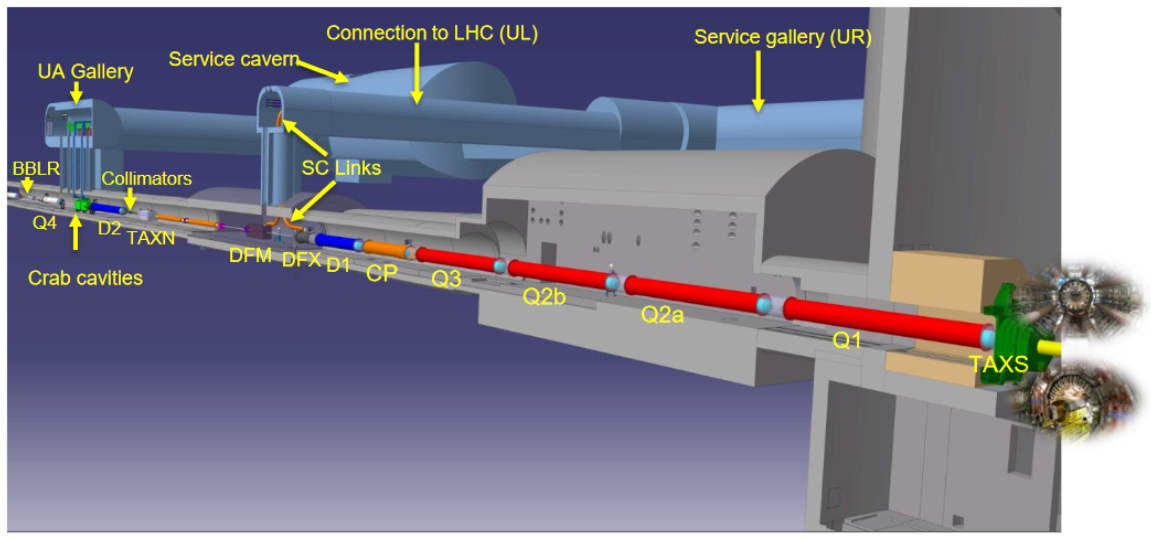 Connection to LHC (UL)
Service gallery (UR)
Service cavern
UA Gallery
SC Links
BBLR
Collimators
Q4
D2
TAXN
DFM
DFX
D1
CP
Q3
Q2b
Q2a
Q1
TAXS
Crab cavities